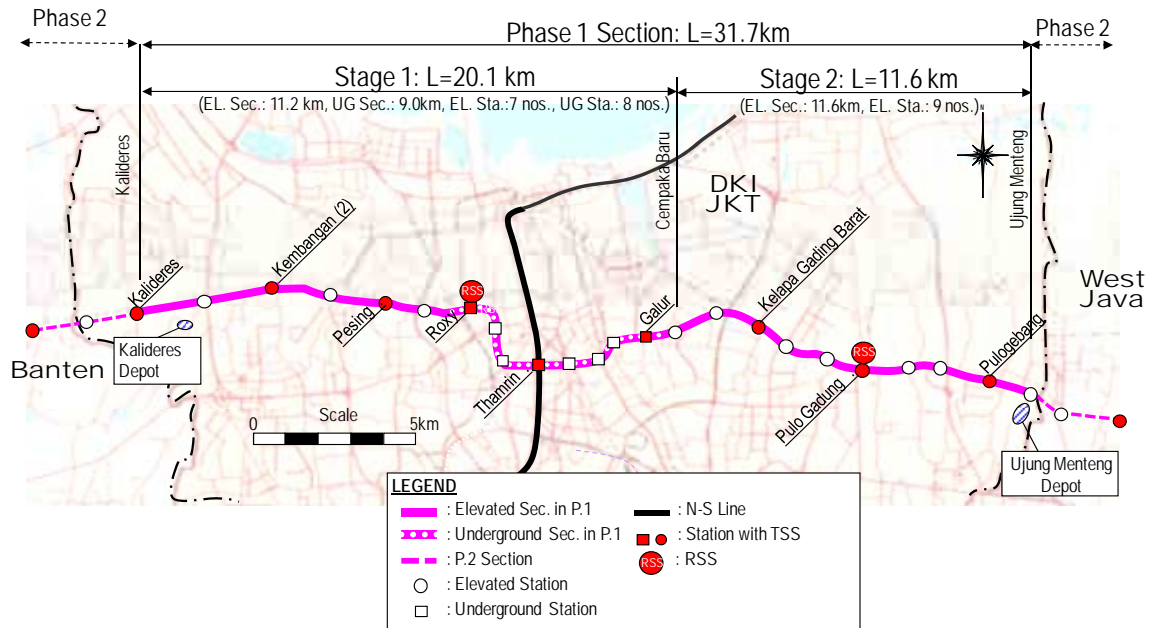 Phase 2
Phase 1 Section: L=31.7km
Phase 2
Stage 1: L=20.1 km
Stage 2: L=11.6 km
(EL. Sec.: 11.2 km, UG Sec.: 9.0km, EL. Sta.:7 nos., UG Sta.: 8 nos.)
(EL. Sec.: 11.6km, EL. Sta.: 9 nos.)
N
Kalideres
Cempaka Baru
Ujung Menteng
DKI
JKT
Kalideres
Kembangan (2)
Pesing
Roxy
RSS
Thamrin
Galur
Kelapa Gading Barat
RSS
Pulo Gadung
Pulogebang
West
Java
Banten
Kalideres
Depot
Scale
0
5km
Ujung Menteng
Depot
LEGEND
: Elevated Sec. in P.1
: N-S Line
: Underground Sec. in P.1
: Station with TSS
: P.2 Section
RSS
: RSS
: Elevated Station
: Underground Station